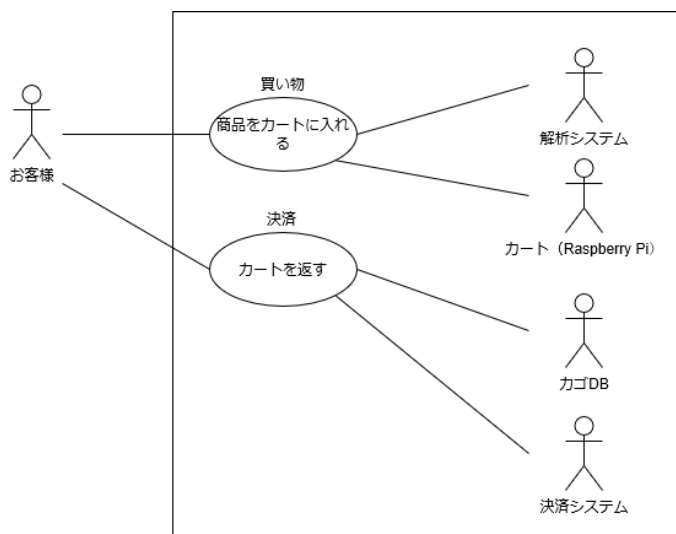 買い物
商品をカートに入れ
る
お客様
解析システム
カート（Raspberry Pi）
決済
カートを返す
カゴDB
決済システム